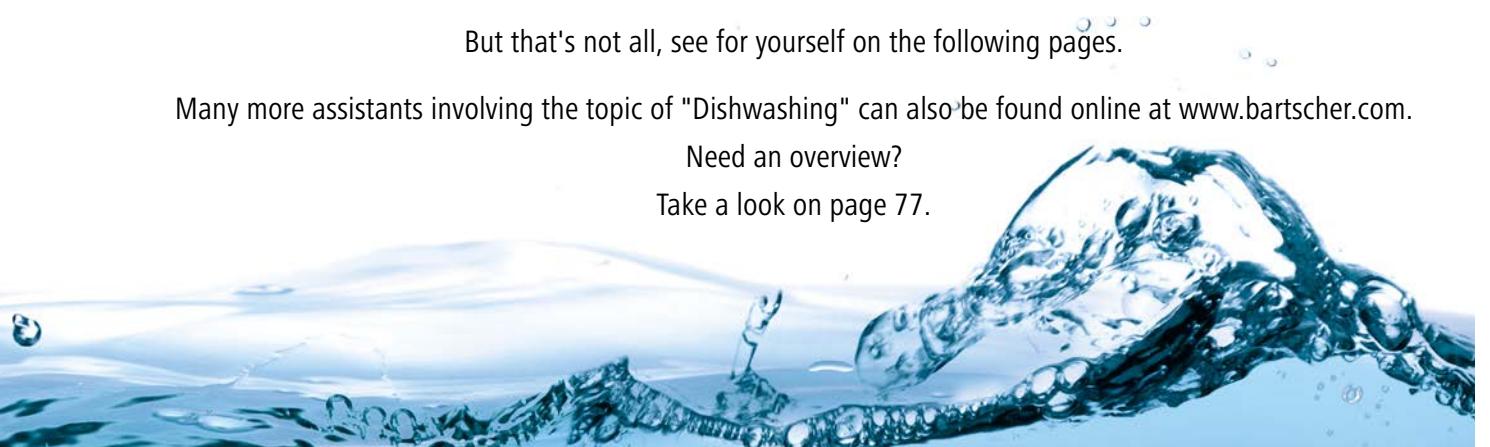 But that's not all, see for yourself on the following pages.
Many more assistants involving the topic of "Dishwashing" can also be found online at www.bartscher.com.
Need an overview?
Take a look on page 77.